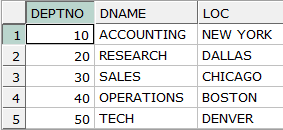 DEPTNO DNAME LOC
1 10 ACCOUNTING NEW YORK
2 20 RESEARCH DALLAS
3 30 SALES CHICAGO
4 40 OPERATIONS BOSTON
5 50 TECH DENVER